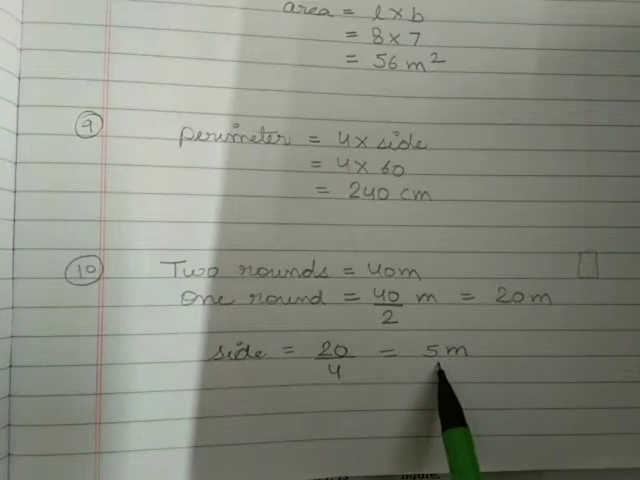 area = l x b
= 8 x 7
= 56 m²
9 perimeter = 4 x side
= 4 x 60
= 240 cm
10 Two rounds = 40m
One round = 40/2 m = 20m
side = 20/4 = 5m